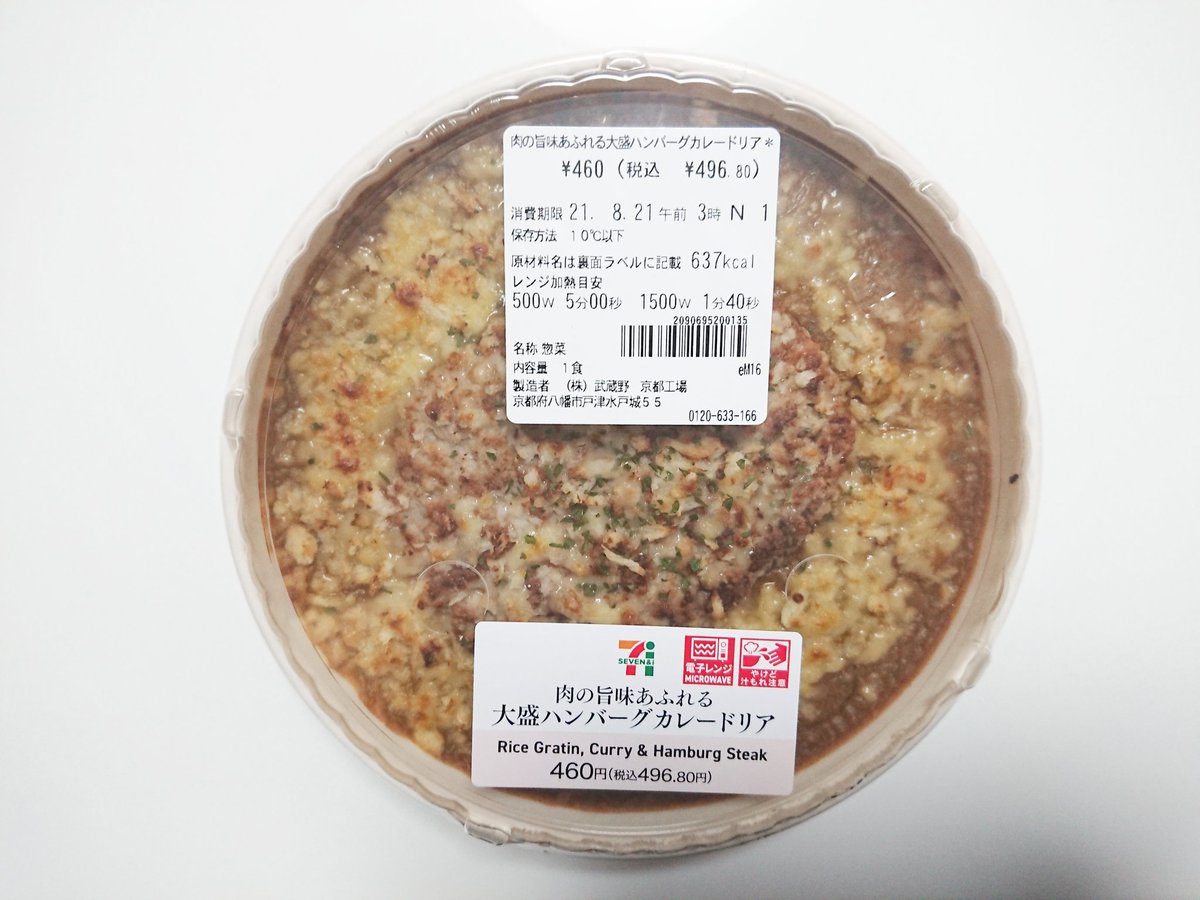 肉の旨味あふれる大盛ハンバーグカレードリア*
¥460 (税込 ¥496.80)
消費期限 21. 8.21 午前 3時 N 1
保存方法 10℃以下
原材料名は裏面ラベルに記載 637kcal
レンジ加熱目安
500W 5分00秒 1500W 1分40秒
2090695200135
名称 惣菜
内容量 1食
eM16
製造者 (株) 武蔵野 京都工場
京都府八幡市戸津水戸城55
0120-633-166
SEVEN&i
電子レンジ
MICROWAVE
やけど
汁もれ注意
肉の旨味あふれる
大盛ハンバーグカレードリア
Rice Gratin, Curry & Hamburg Steak
460円(税込496.80円)